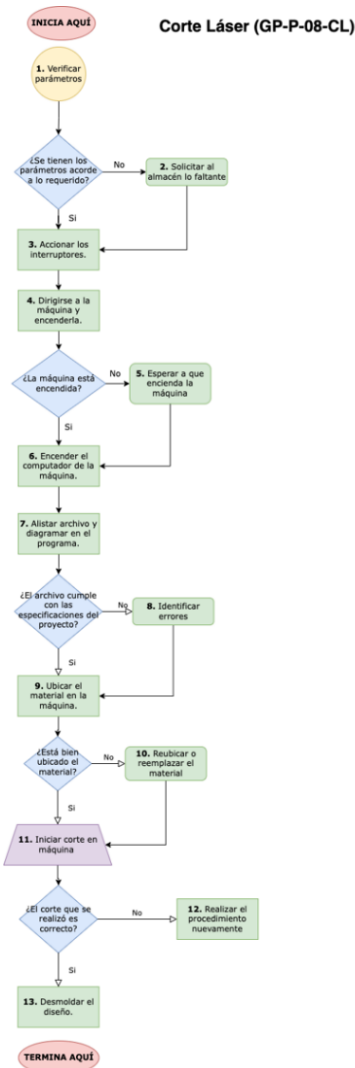 INICIA AQUÍ
Corte Láser (GP-P-08-CL)
1. Verificar
parámetros
¿Se tienen los
parámetros acorde
a lo requerido?
No
2. Solicitar al
almacén lo faltante
Si
3. Accionar los
interruptores.
4. Dirigirse a la
máquina y
encenderla.
¿La máquina está
encendida?
No
5. Esperar a que
encienda la
máquina
Si
6. Encender el
computador de la
máquina.
7. Alistar archivo y
diagramar en el
programa.
¿El archivo cumple
con las
especificaciones del
proyecto?
No
8. Identificar
errores
Si
9. Ubicar el
material en la
máquina.
¿Está bien
ubicado el
material?
No
10. Reubicar o
reemplazar el
material
Si
11. Iniciar corte en
máquina
¿El corte que se
realizó es
correcto?
No
12. Realizar el
procedimiento
nuevamente
Si
13. Desmoldar el
diseño.
TERMINA AQUÍ